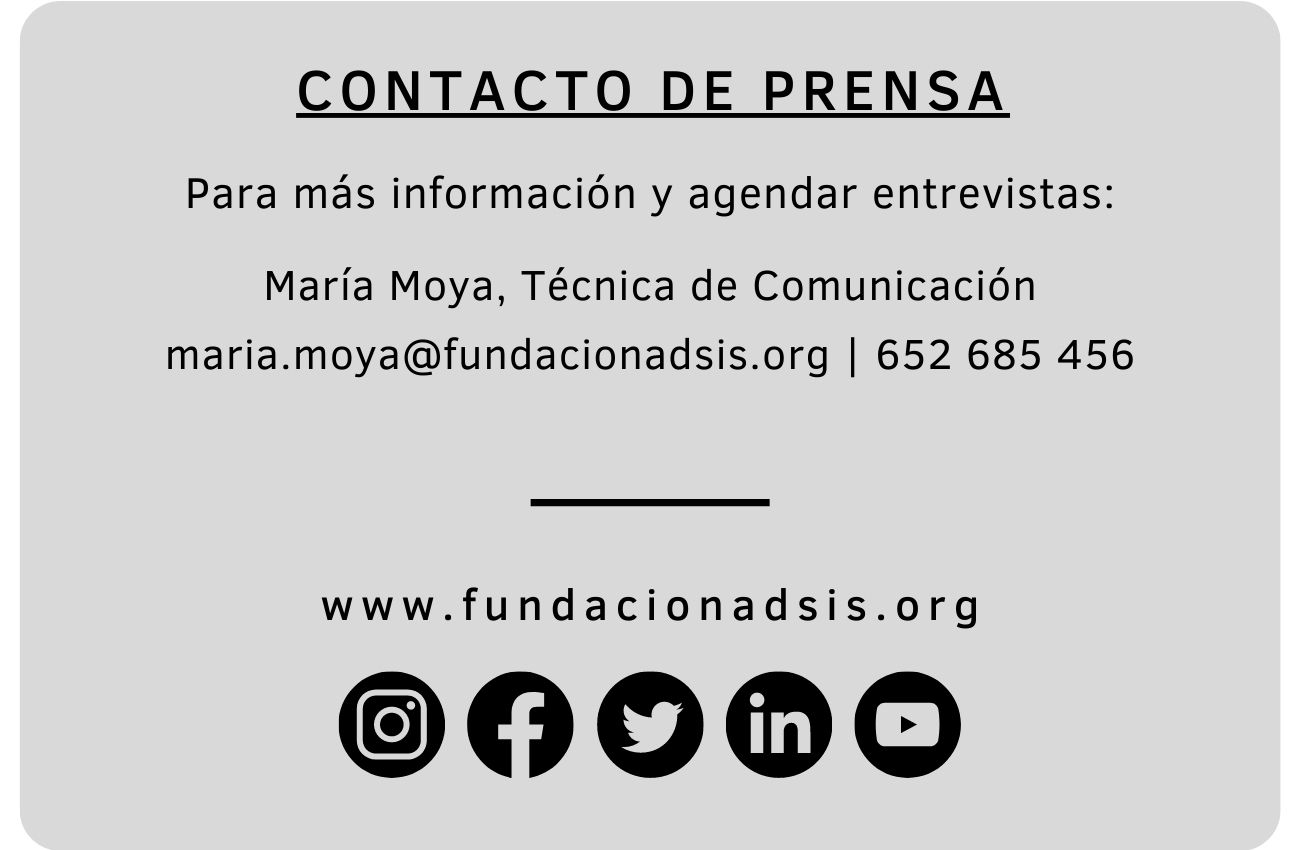 CONTACTO DE PRENSA
Para más información y agendar entrevistas:
María Moya, Técnica de Comunicación
maria.moya@fundacionadsis.org | 652 685 456
www.fundacionadsis.org
in